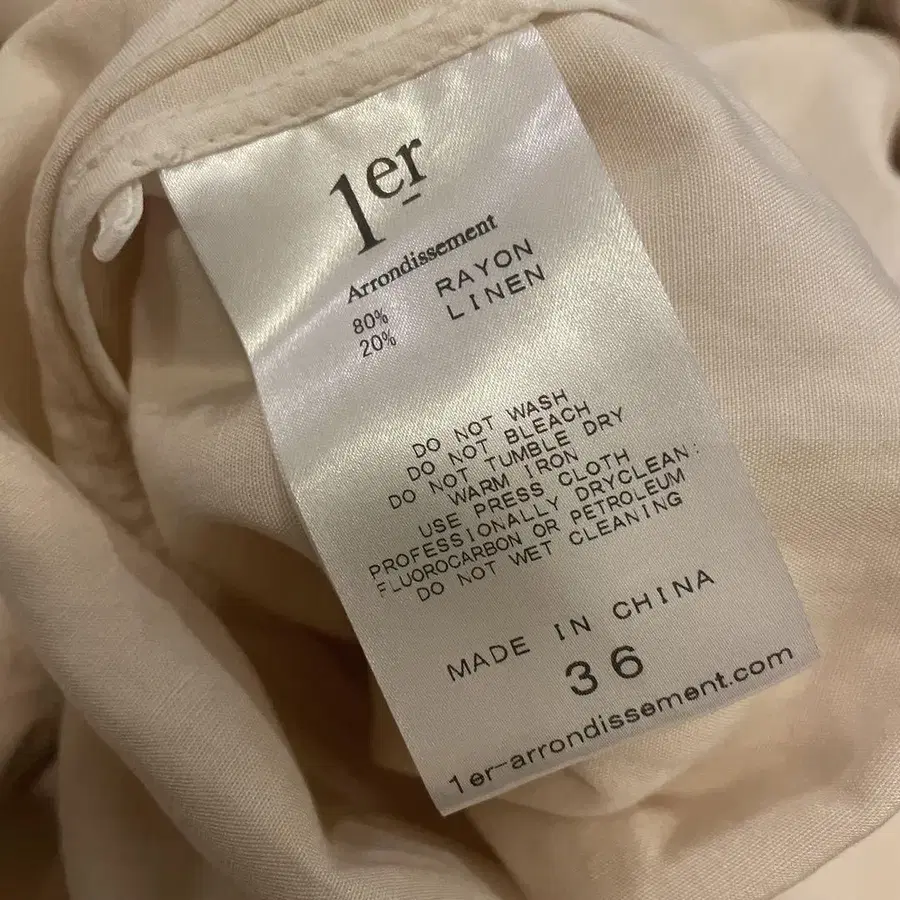 1er
Arrondissement
80% RAYON
20% LINEN
DO NOT WASH
DO NOT BLEACH
DO NOT TUMBLE DRY
WARM IRON
USE PRESS CLOTH
PROFESSIONALLY DRYCLEAN:
FLUOROCARBON OR PETROLEUM
DO NOT WET CLEANING
MADE IN CHINA
36
1er-arrondissement.com